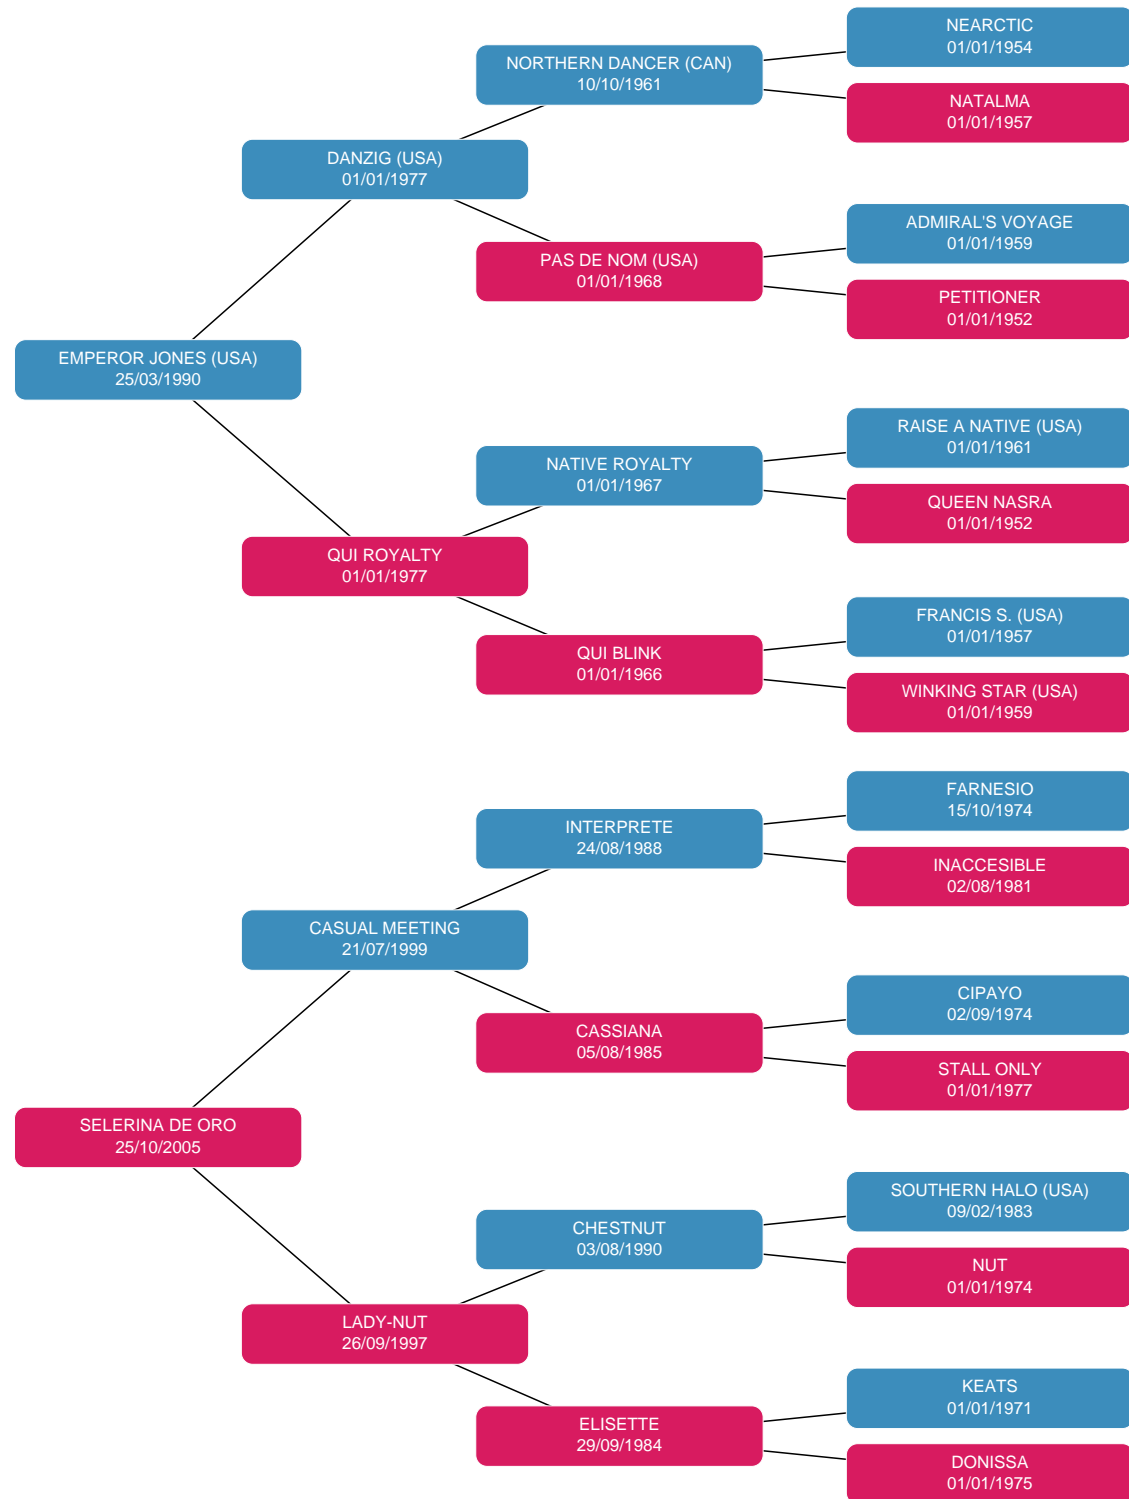 NEARCTIC
01/01/1954
NORTHERN DANCER (CAN)
10/10/1961
NATALMA
01/01/1957
DANZIG (USA)
01/01/1977
ADMIRAL'S VOYAGE
01/01/1959
PAS DE NOM (USA)
01/01/1968
PETITIONER
01/01/1952
EMPEROR JONES (USA)
25/03/1990
RAISE A NATIVE (USA)
01/01/1961
NATIVE ROYALTY
01/01/1967
QUEEN NASRA
01/01/1952
QUI ROYALTY
01/01/1977
FRANCIS S. (USA)
01/01/1957
QUI BLINK
01/01/1966
WINKING STAR (USA)
01/01/1959
FARNESIO
15/10/1974
INTERPRETE
24/08/1988
INACCESIBLE
02/08/1981
CASUAL MEETING
21/07/1999
CIPAYO
02/09/1974
CASSIANA
05/08/1985
STALL ONLY
01/01/1977
SELERINA DE ORO
25/10/2005
SOUTHERN HALO (USA)
09/02/1983
CHESTNUT
03/08/1990
NUT
01/01/1974
LADY-NUT
26/09/1997
KEATS
01/01/1971
ELISETTE
29/09/1984
DONISSA
01/01/1975